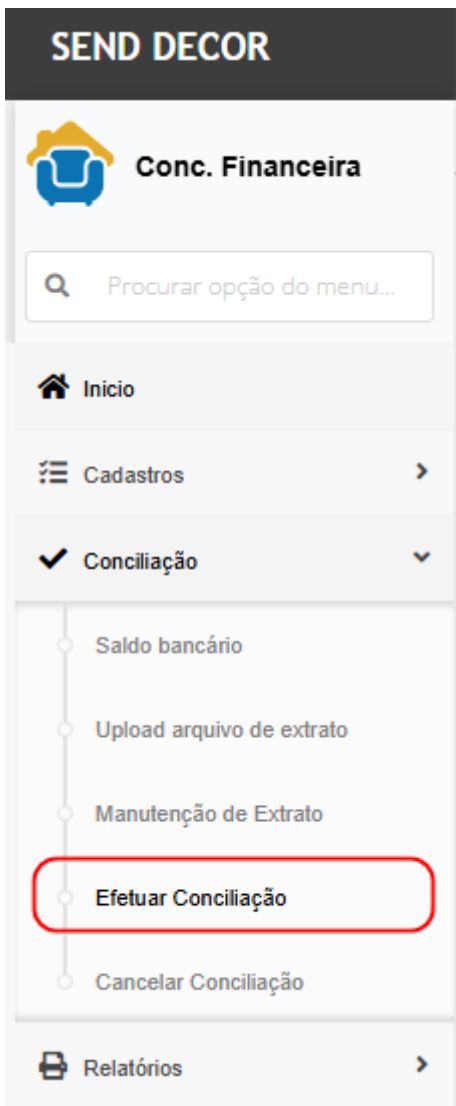 SEND DECOR
Conc. Financeira
Procurar opção do menu...
Inicio
Cadastros
Conciliação
Saldo bancário
Upload arquivo de extrato
Manutenção de Extrato
Efetuar Conciliação
Cancelar Conciliação
Relatórios